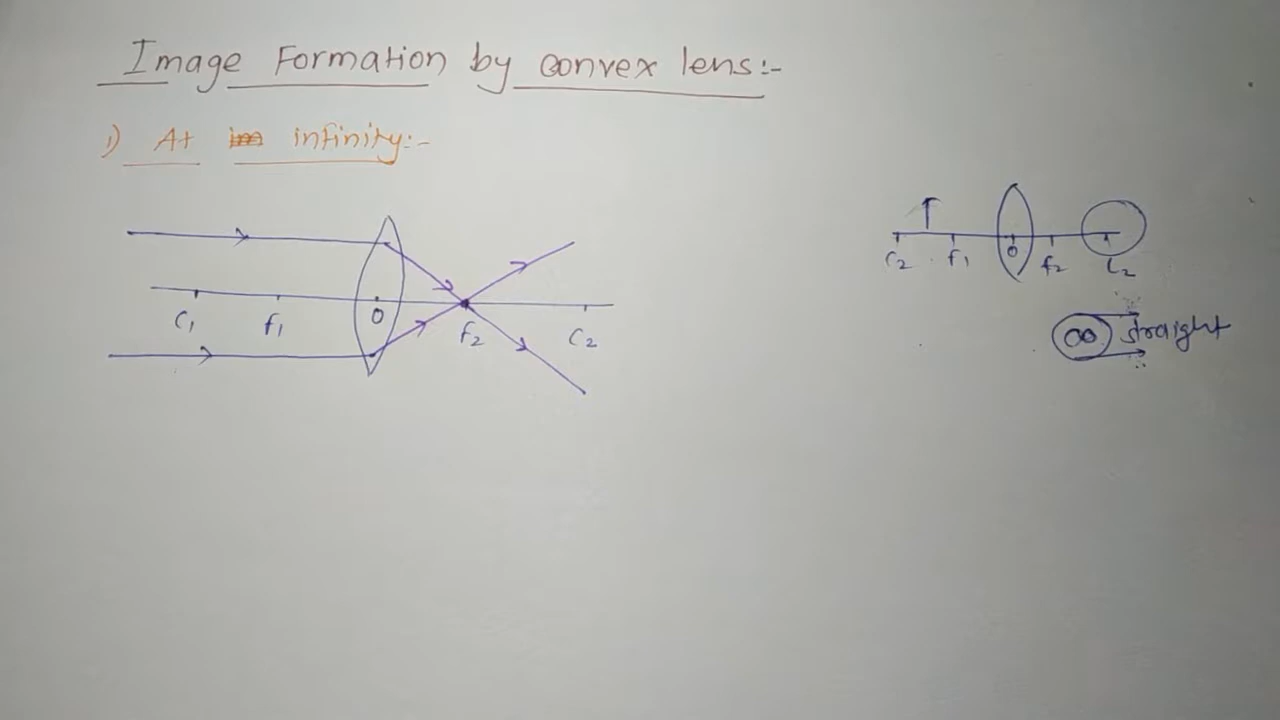 Image Formation by convex lens:-
1) At infinity:-
C1 f1 O f2 C2
C2 f1 O f2 C2
∞ straight